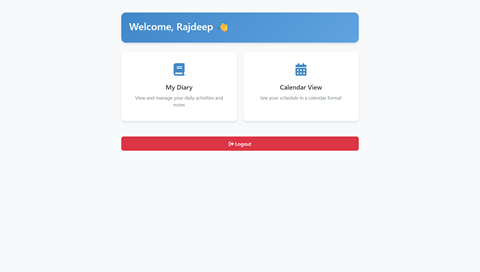 Welcome, Rajdeep 👋
My Diary
View and manage your daily activities and
notes
Calendar View
See your schedule in a calendar format
Logout